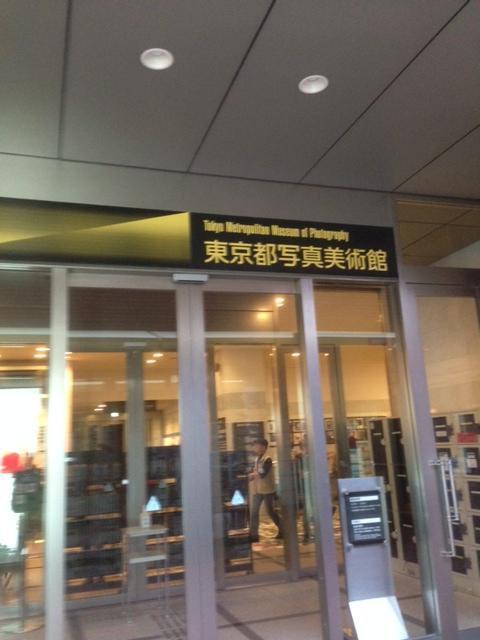 Tokyo Metropolitan Museum of Photography
東京都写真美術館